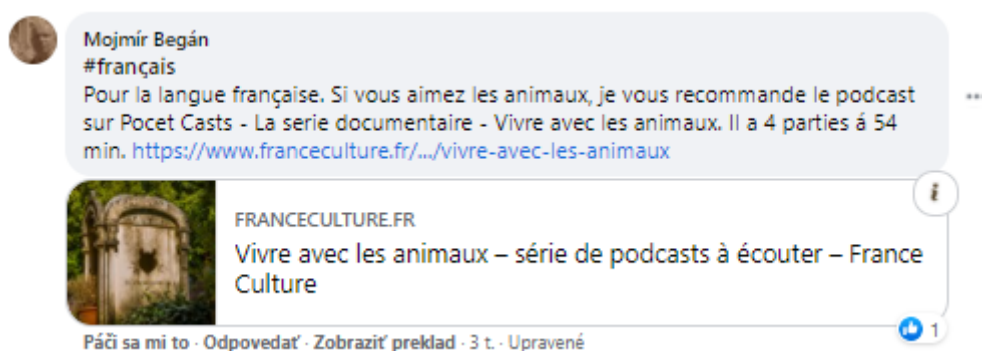 Mojmír Begán
#français
Pour la langue française. Si vous aimez les animaux, je vous recommande le podcast
sur Pocet Casts - La serie documentaire - Vivre avec les animaux. Il a 4 parties á 54
min. https://www.franceculture.fr/.../vivre-avec-les-animaux
i
FRANCECULTURE.FR
Vivre avec les animaux – série de podcasts à écouter – France
Culture
1
Páči sa mi to · Odpovedať · Zobraziť preklad · 3 t. · Upravené